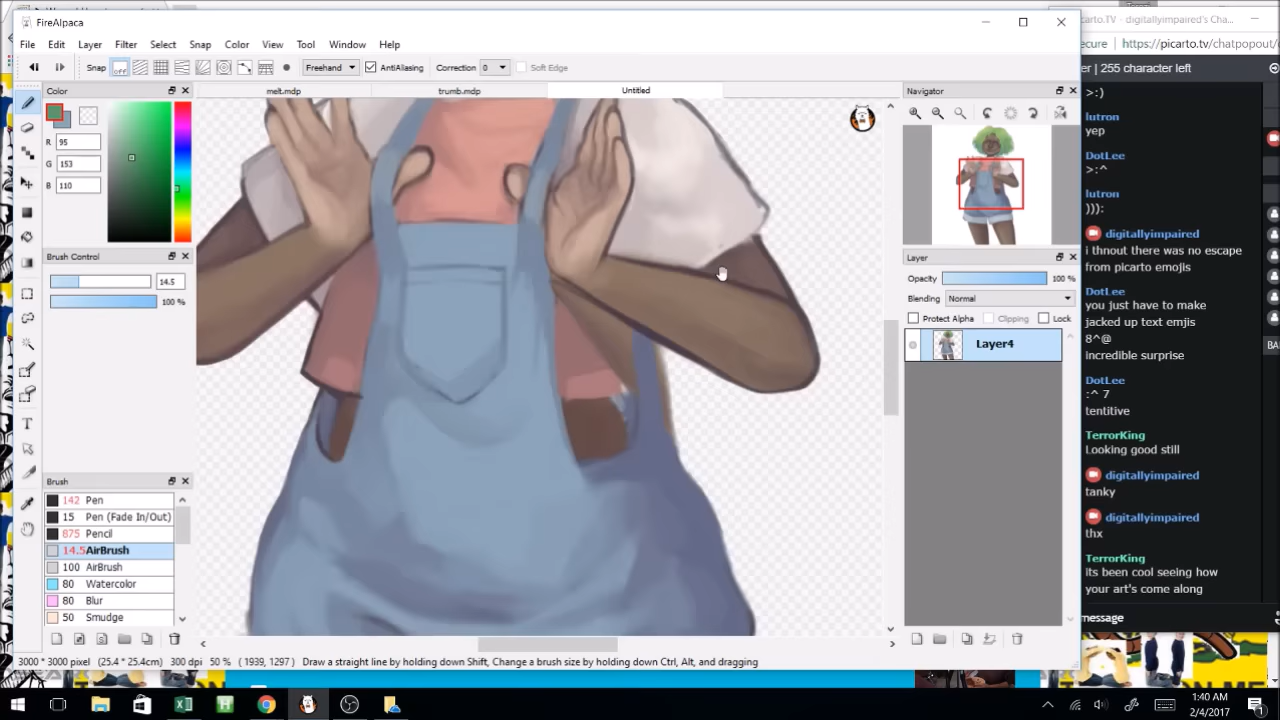 FireAlpaca
File Edit Layer Filter Select Snap Color View Tool Window Help
Snap off Freehand AntiAliasing Correction 0 Soft Edge
Color
R 95
G 153
B 110
Brush Control
14.5
100 %
Brush
142 Pen
15 Pen (Fade In/Out)
875 Pencil
14.5 AirBrush
100 AirBrush
80 Watercolor
80 Blur
50 Smudge
melt.mdp trumb.mdp Untitled
Navigator
Layer
Opacity 100 %
Blending Normal
Protect Alpha Clipping Lock
Layer4
3000 * 3000 pixel (25.4 * 25.4cm) 300 dpi 50 % ( 1939, 1297 ) Draw a straight line by holding down Shift, Change a brush size by holding down Ctrl, Alt, and dragging
carto.TV - digitallyimpaired's Cha...
ecure https://picarto.tv/chatpopout/
er | 255 character left
>:)
lutron
yep
DotLee
>:^
lutron
))):
digitallyimpaired
i thnout there was no escape
from picarto emojis
DotLee
you just have to make
jacked up text emjis
8^@
incredible surprise
DotLee
:^ 7
tentitive
TerrorKing
Looking good still
digitallyimpaired
tanky
digitallyimpaired
thx
TerrorKing
its been cool seeing how
your art's come along
message
BA
1:40 AM
2/4/2017